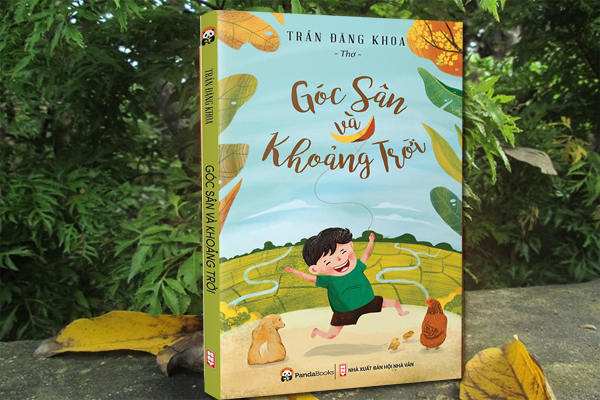 TRẦN ĐĂNG KHOA
- Thơ -
Góc Sân
và
Khoảng Trời
PandaBooks
NHÀ XUẤT BẢN HỘI NHÀ VĂN
TRẦN ĐĂNG KHOA
GÓC SÂN VÀ KHOẢNG TRỜI